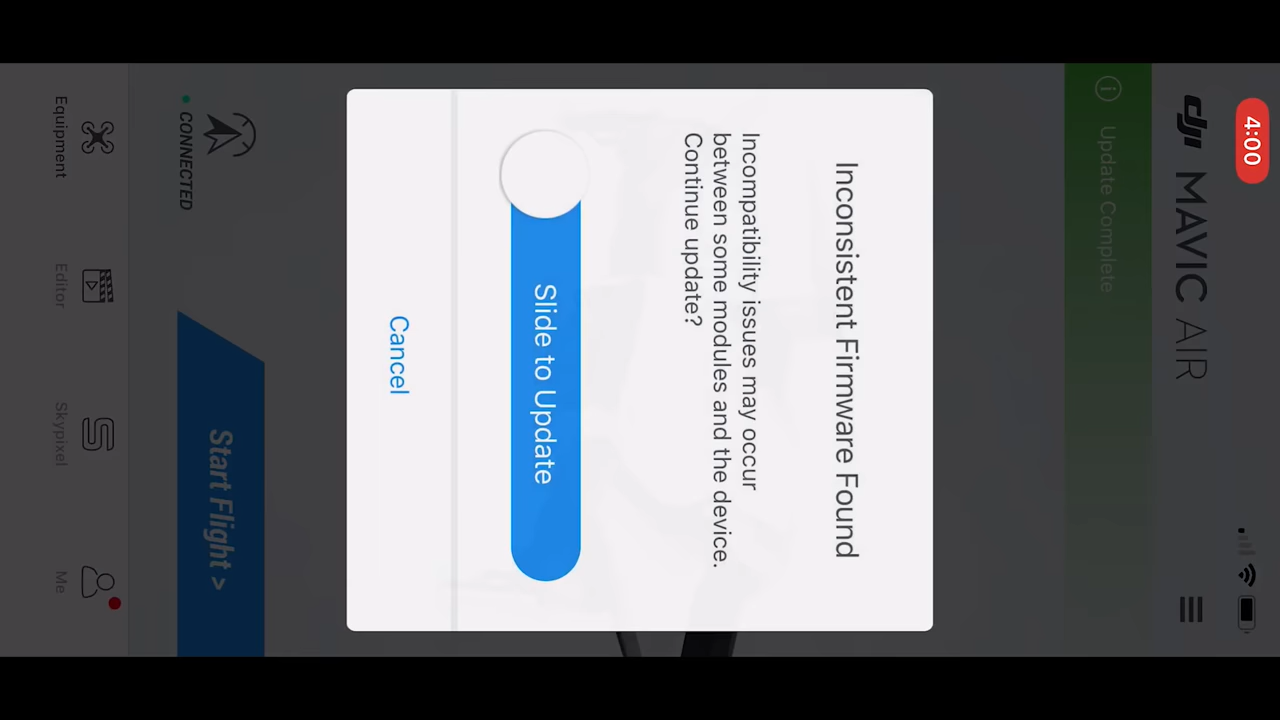 4:00
dji MAVIC AIR
Update Complete
Inconsistent Firmware Found
Incompatibility issues may occur
between some modules and the device.
Continue update?
Slide to Update
Cancel
CONNECTED
Start Flight >
Equipment
Editor
Skypixel
Me